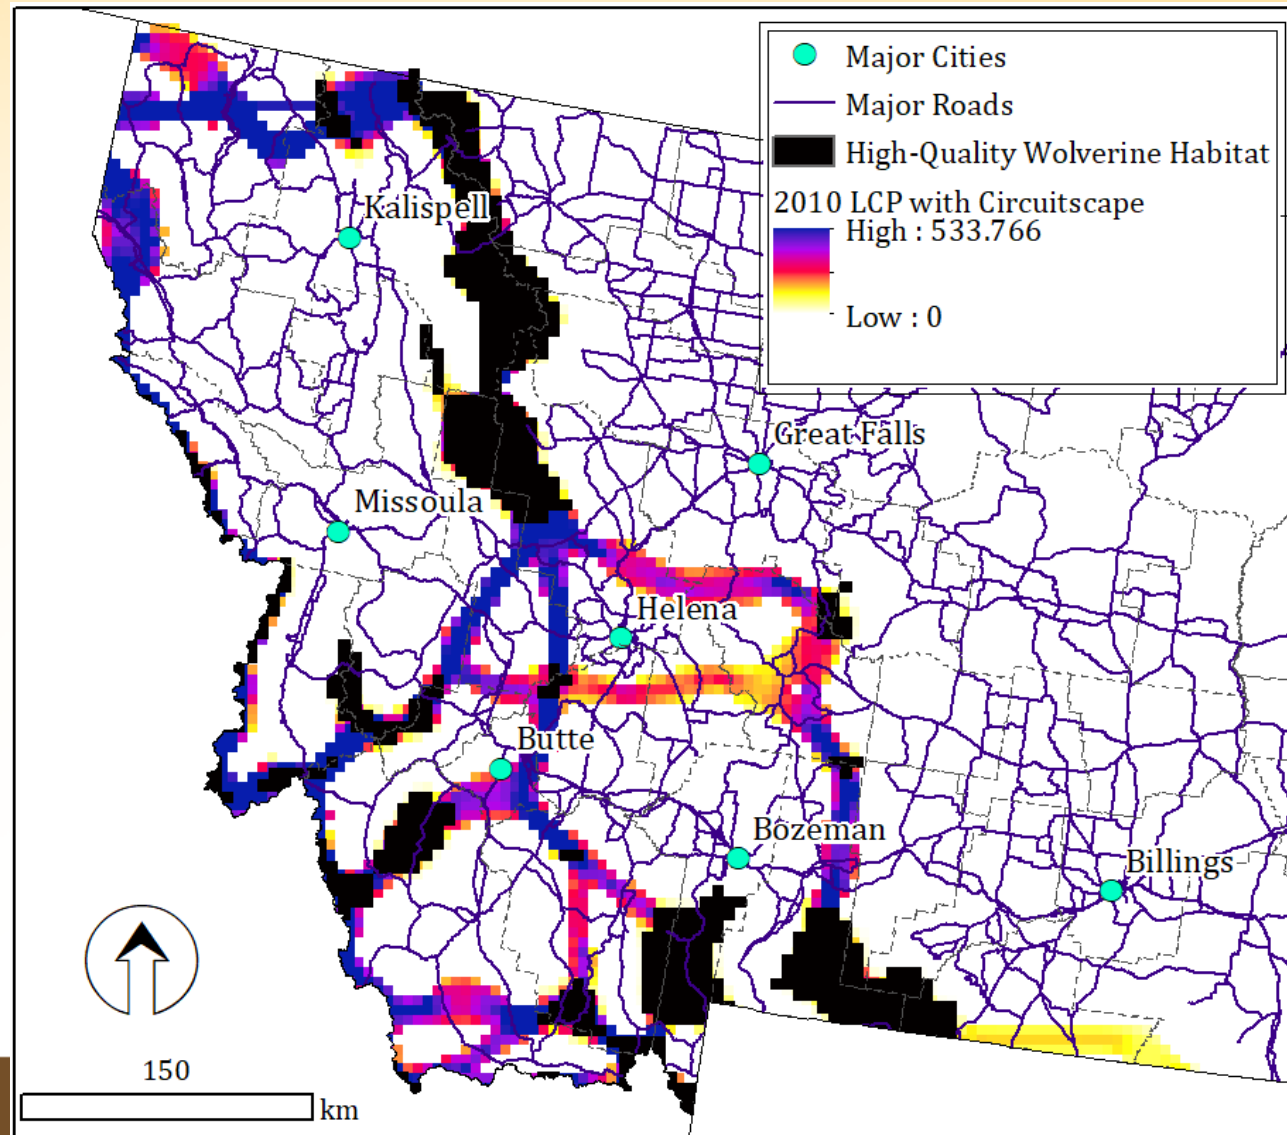 Major Cities
Major Roads
High-Quality Wolverine Habitat
2010 LCP with Circuitscape
High : 533.766
Low : 0
Kalispell
Great Falls
Missoula
Helena
Butte
Bozeman
Billings
150
km